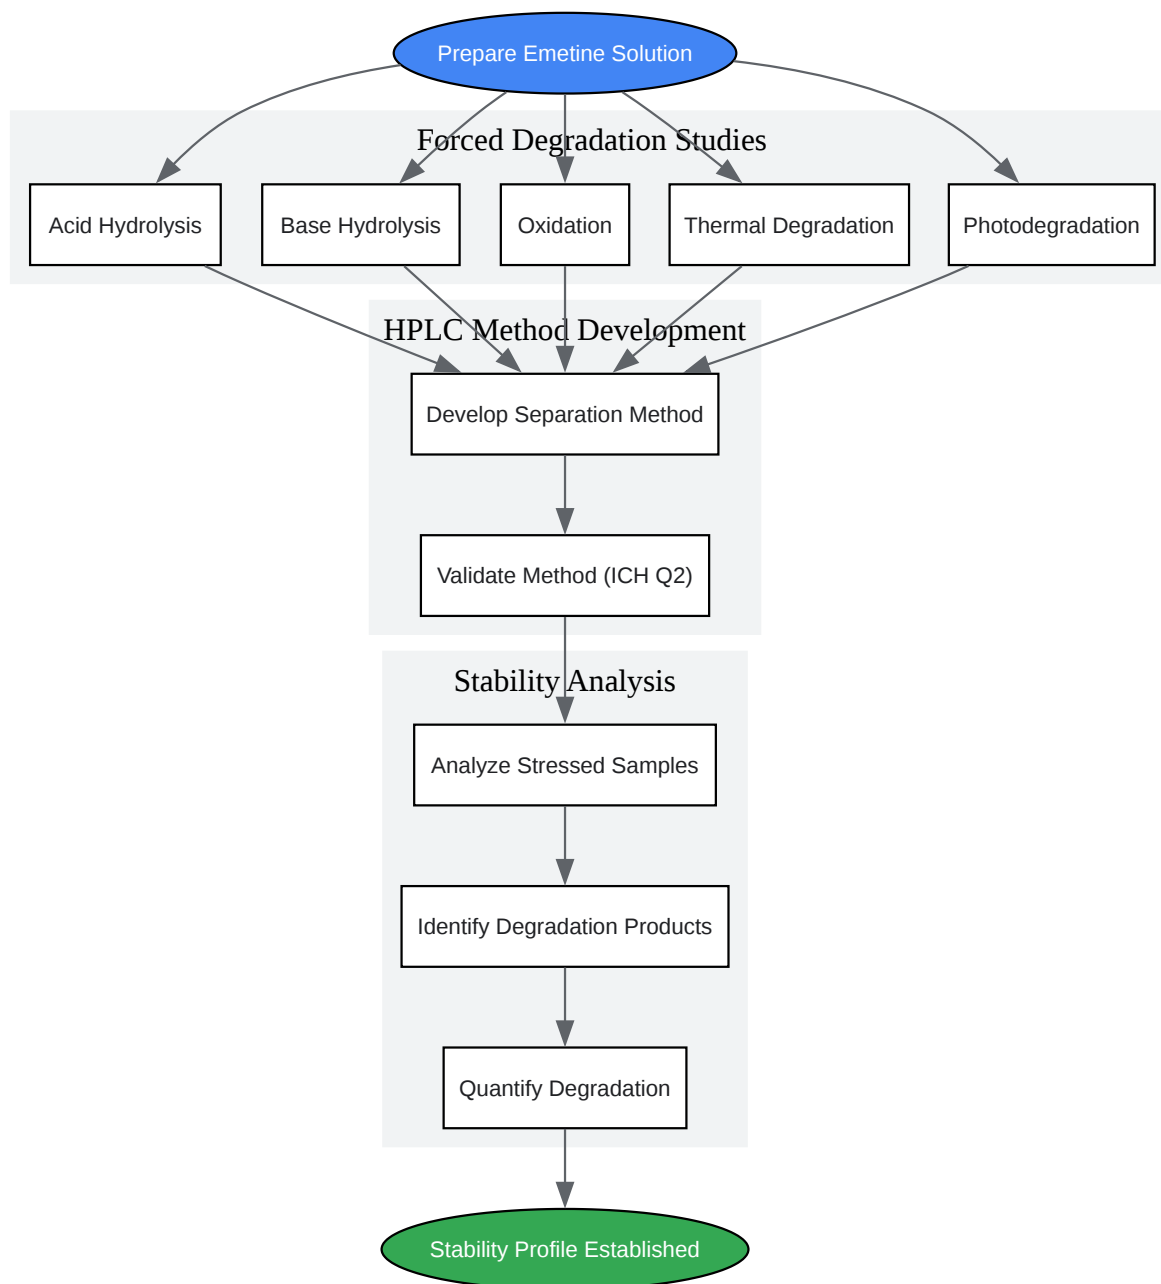 Prepare Emetine Solution
Forced Degradation Studies
Acid Hydrolysis
Base Hydrolysis
Oxidation
Thermal Degradation
Photodegradation
HPLC Method Development
Develop Separation Method
Validate Method (ICH Q2)
Stability Analysis
Analyze Stressed Samples
Identify Degradation Products
Quantify Degradation
Stability Profile Established